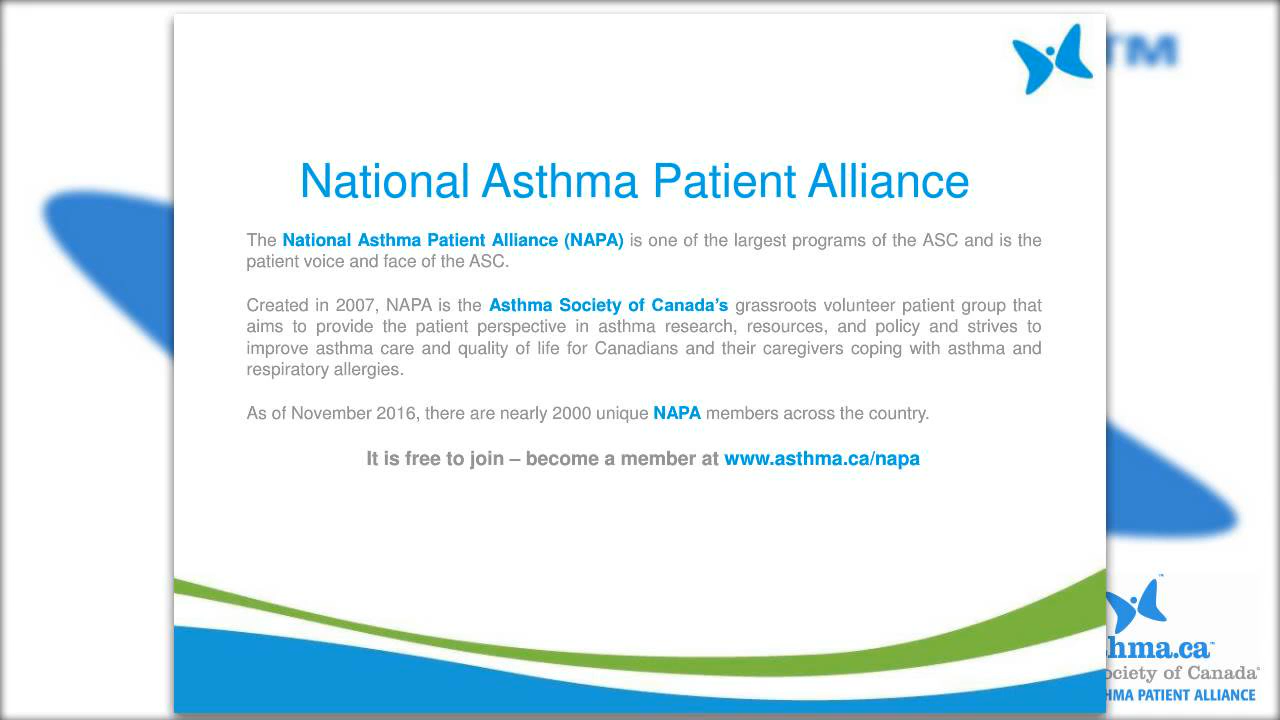 TM
National Asthma Patient Alliance
The National Asthma Patient Alliance (NAPA) is one of the largest programs of the ASC and is the
patient voice and face of the ASC.
Created in 2007, NAPA is the Asthma Society of Canada’s grassroots volunteer patient group that
aims to provide the patient perspective in asthma research, resources, and policy and strives to
improve asthma care and quality of life for Canadians and their caregivers coping with asthma and
respiratory allergies.
As of November 2016, there are nearly 2000 unique NAPA members across the country.
It is free to join – become a member at www.asthma.ca/napa
™
hma.ca™
ociety of Canada®
HMA PATIENT ALLIANCE